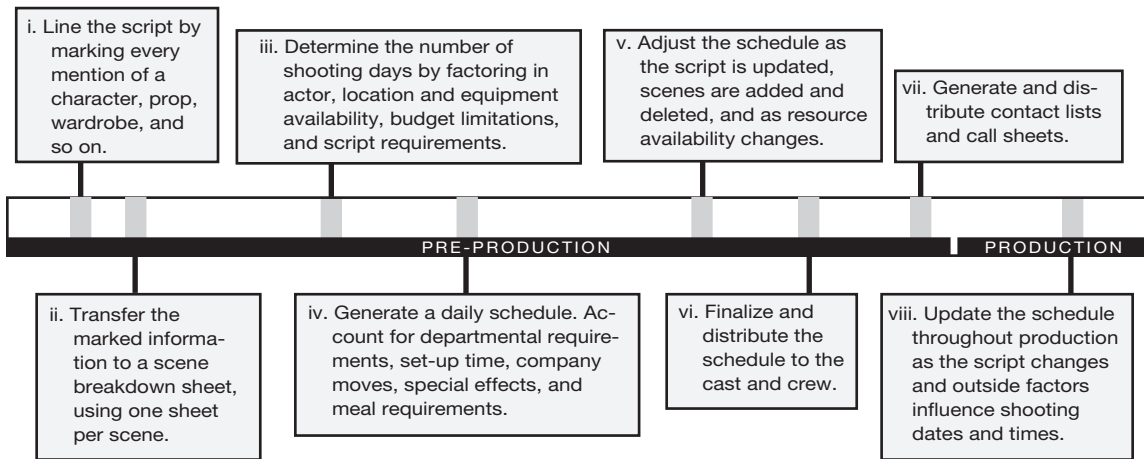 i. Line the script by
marking every
mention of a
character, prop,
wardrobe, and
so on.
iii. Determine the number of
shooting days by factoring in
actor, location and equipment
availability, budget limitations,
and script requirements.
v. Adjust the schedule as
the script is updated,
scenes are added and
deleted, and as resource
availability changes.
vii. Generate and dis-
tribute contact lists
and call sheets.
PRE-PRODUCTION
PRODUCTION
ii. Transfer the
marked informa-
tion to a scene
breakdown sheet,
using one sheet
per scene.
iv. Generate a daily schedule. Ac-
count for departmental require-
ments, set-up time, company
moves, special effects, and
meal requirements.
vi. Finalize and
distribute the
schedule to the
cast and crew.
viii. Update the schedule
throughout production
as the script changes
and outside factors
influence shooting
dates and times.